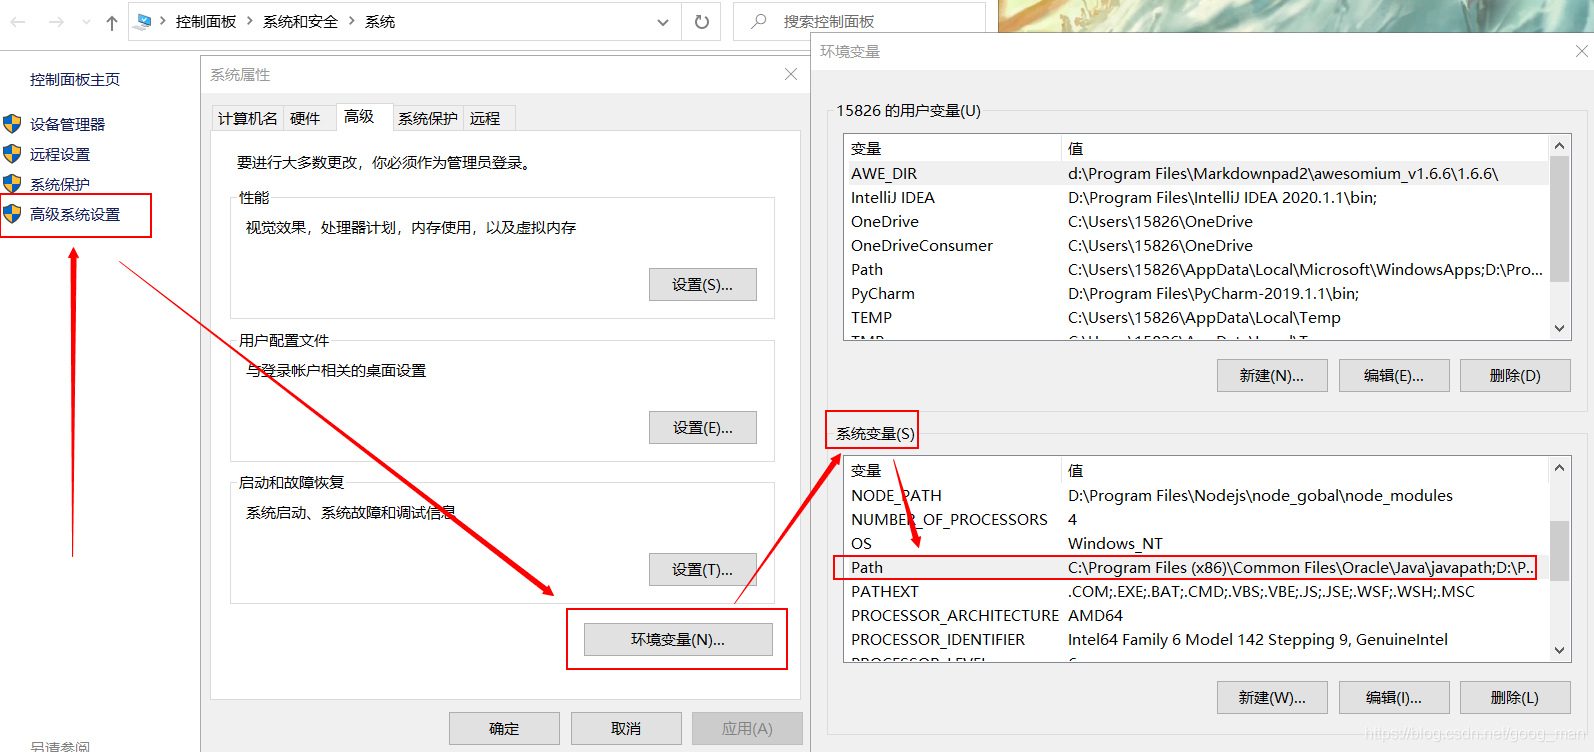 控制面板 › 系统和安全 › 系统
搜索控制面板
控制面板主页
设备管理器
远程设置
系统保护
高级系统设置
另请参阅
系统属性
计算机名 硬件 高级 系统保护 远程
要进行大多数更改，你必须作为管理员登录。
性能
视觉效果，处理器计划，内存使用，以及虚拟内存
设置(S)...
用户配置文件
与登录帐户相关的桌面设置
设置(E)...
启动和故障恢复
系统启动、系统故障和调试信息
设置(T)...
环境变量(N)...
确定 取消 应用(A)
环境变量
15826 的用户变量(U)
变量 值
AWE_DIR d:\Program Files\Markdownpad2\awesomium_v1.6.6\1.6.6\
IntelliJ IDEA D:\Program Files\IntelliJ IDEA 2020.1.1\bin;
OneDrive C:\Users\15826\OneDrive
OneDriveConsumer C:\Users\15826\OneDrive
Path C:\Users\15826\AppData\Local\Microsoft\WindowsApps;D:\Pro...
PyCharm D:\Program Files\PyCharm-2019.1.1\bin;
TEMP C:\Users\15826\AppData\Local\Temp
新建(N)... 编辑(E)... 删除(D)
系统变量(S)
变量 值
NODE_PATH D:\Program Files\Nodejs\node_gobal\node_modules
NUMBER_OF_PROCESSORS 4
OS Windows_NT
Path C:\Program Files (x86)\Common Files\Oracle\Java\javapath;D:\P...
PATHEXT .COM;.EXE;.BAT;.CMD;.VBS;.VBE;.JS;.JSE;.WSF;.WSH;.MSC
PROCESSOR_ARCHITECTURE AMD64
PROCESSOR_IDENTIFIER Intel64 Family 6 Model 142 Stepping 9, GenuineIntel
新建(W)... 编辑(I)... 删除(L)
https://blog.csdn.net/goog_man